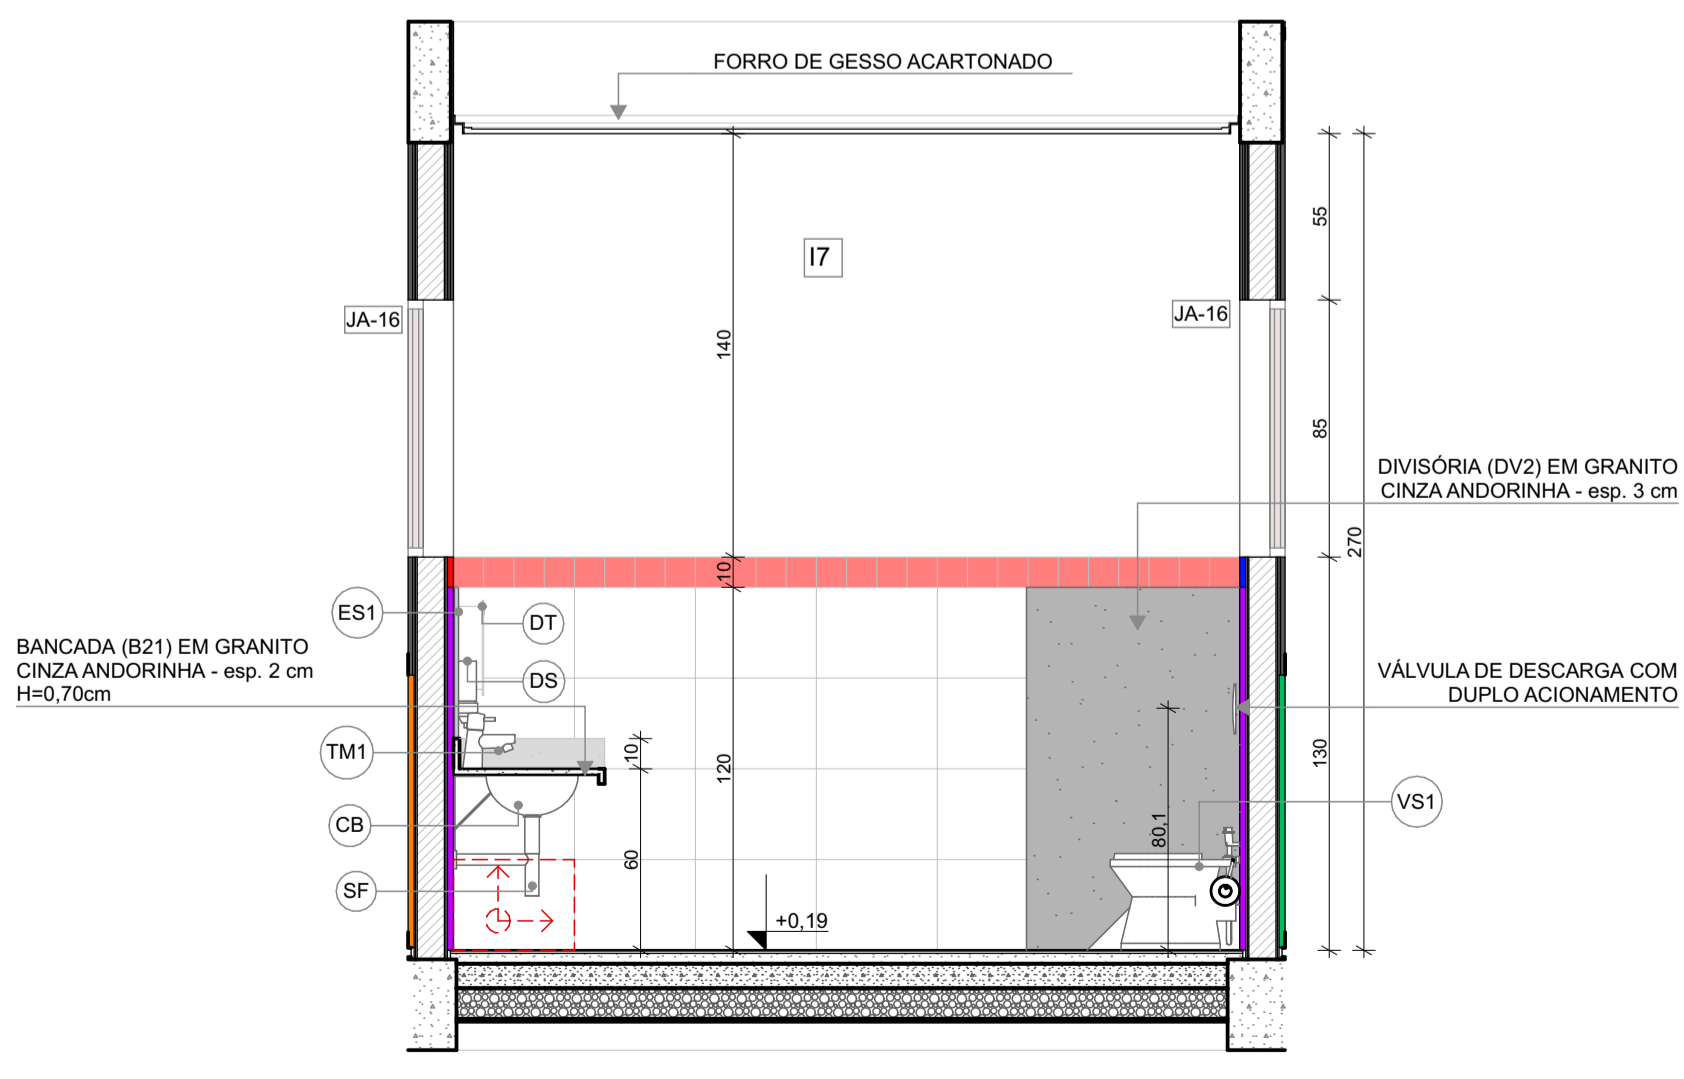 FORRO DE GESSO ACARTONADO
I7
JA-16
JA-16
55
140
85
270
DIVISÓRIA (DV2) EM GRANITO
CINZA ANDORINHA - esp. 3 cm
10
ES1
DT
BANCADA (B21) EM GRANITO
CINZA ANDORINHA - esp. 2 cm
H=0,70cm
DS
VÁLVULA DE DESCARGA COM
DUPLO ACIONAMENTO
TM1
10
120
130
VS1
CB
80,1
60
SF
+0,19